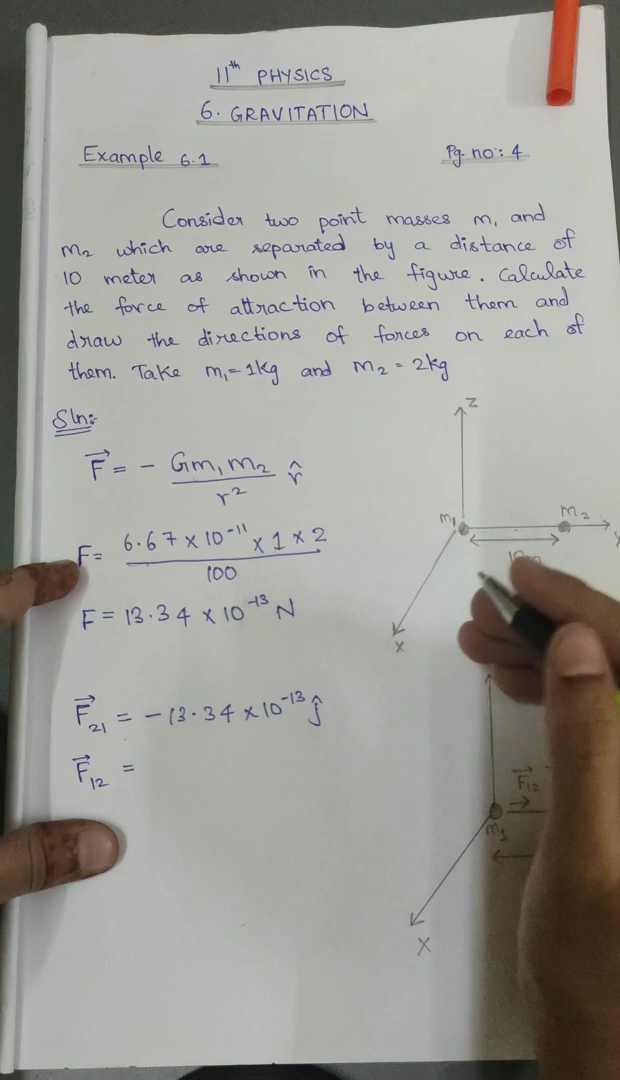 11th PHYSICS
6. GRAVITATION
Example 6.1
Pg. no: 4
Consider two point masses m₁ and
m₂ which are separated by a distance of
10 meter as shown in the figure. Calculate
the force of attraction between them and
draw the directions of forces on each of
them. Take m₁=1kg and m₂=2kg
Sln:
F⃗ = - Gm₁m₂/r² r̂
F = 6.67×10⁻¹¹ × 1 × 2/100
F = 13.34 × 10⁻¹³ N
F⃗₂₁ = -13.34×10⁻¹³ ĵ
F⃗₁₂ =
z
m₁
m₂
y
x
F⃗₁₂
m₁
x